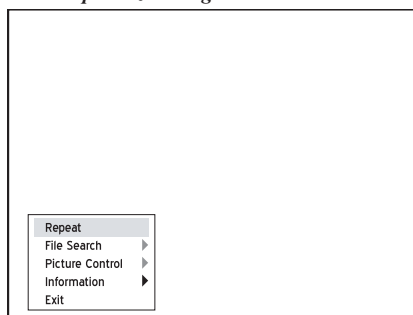 Repeat
File Search
Picture Control
Information
Exit